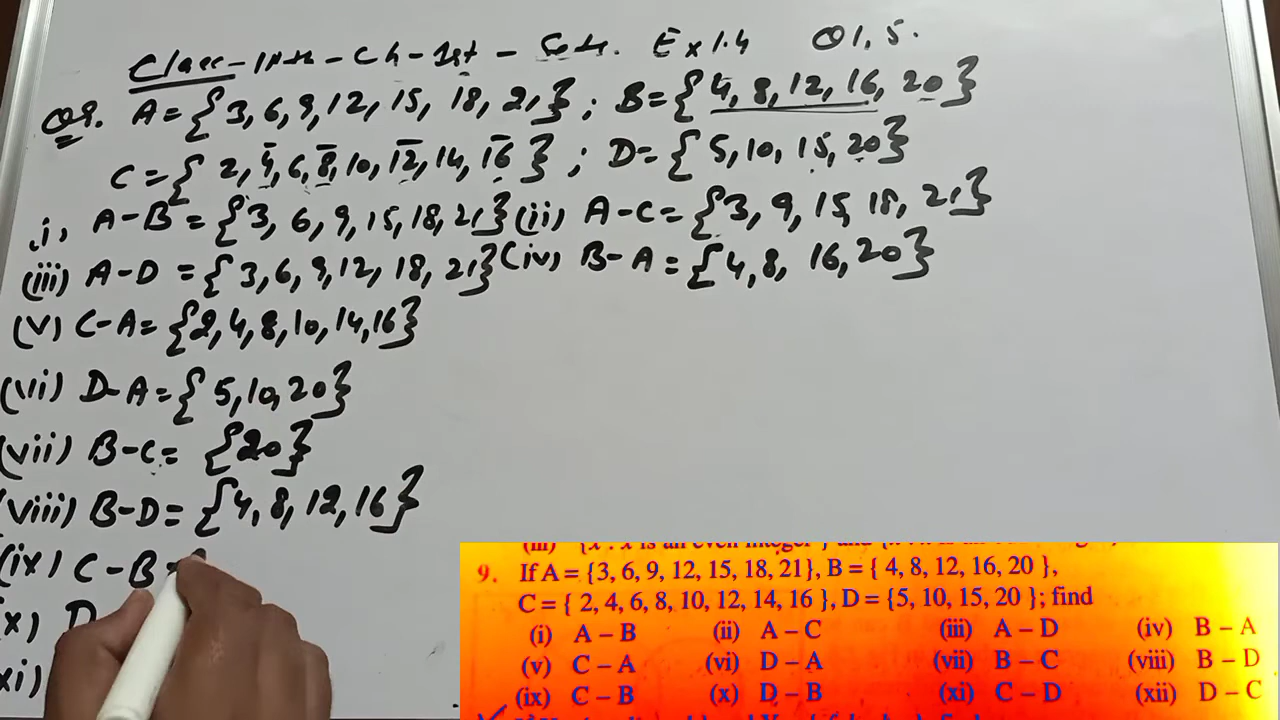 Class - IXth - Ch - 1st - Sets. Ex 1.4 Q1, 5.
Q9. A = {3, 6, 9, 12, 15, 18, 21} ; B = {4, 8, 12, 16, 20}
C = {2, 4, 6, 8, 10, 12, 14, 16} ; D = {5, 10, 15, 20}
(i) A-B = {3, 6, 9, 15, 18, 21} (ii) A-C = {3, 9, 15, 18, 21}
(iii) A-D = {3, 6, 9, 12, 18, 21} (iv) B-A = {4, 8, 16, 20}
(v) C-A = {2, 4, 8, 10, 14, 16}
(vi) D-A = {5, 10, 20}
(vii) B-C = {20}
(viii) B-D = {4, 8, 12, 16}
(ix) C-B =
x) D
xi)
9. If A = {3, 6, 9, 12, 15, 18, 21}, B = { 4, 8, 12, 16, 20 },
C = { 2, 4, 6, 8, 10, 12, 14, 16 }, D = {5, 10, 15, 20 }; find
(i) A – B (ii) A – C (iii) A – D (iv) B – A
(v) C – A (vi) D – A (vii) B – C (viii) B – D
(ix) C – B (x) D – B (xi) C – D (xii) D – C